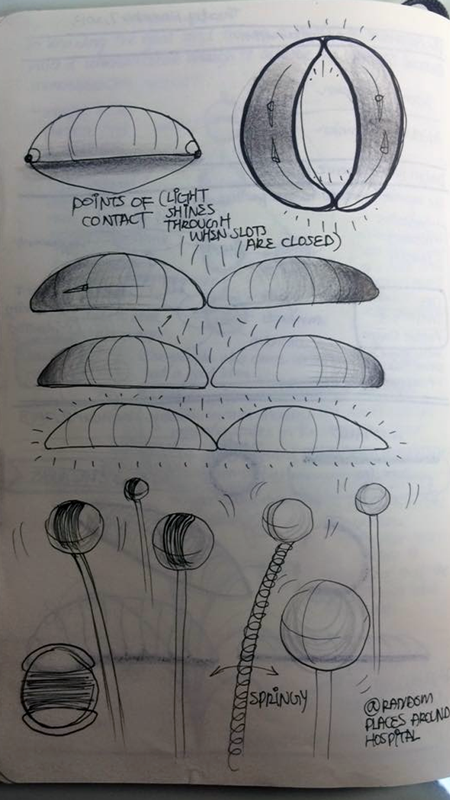 POINTS OF
CONTACT
(LIGHT
SHINES
THROUGH
WHEN SLOTS
ARE CLOSED)
SPRINGY
@RANDOM
PLACES AROUND
HOSPITAL